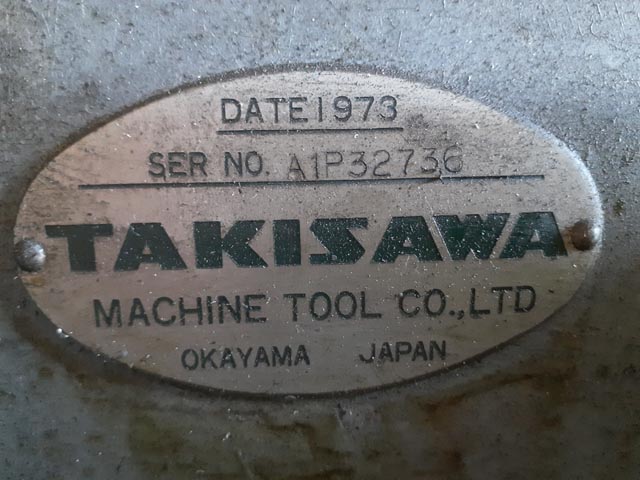 DATE 1973
SER NO. A1P32736
TAKISAWA
MACHINE TOOL CO.,LTD
OKAYAMA JAPAN